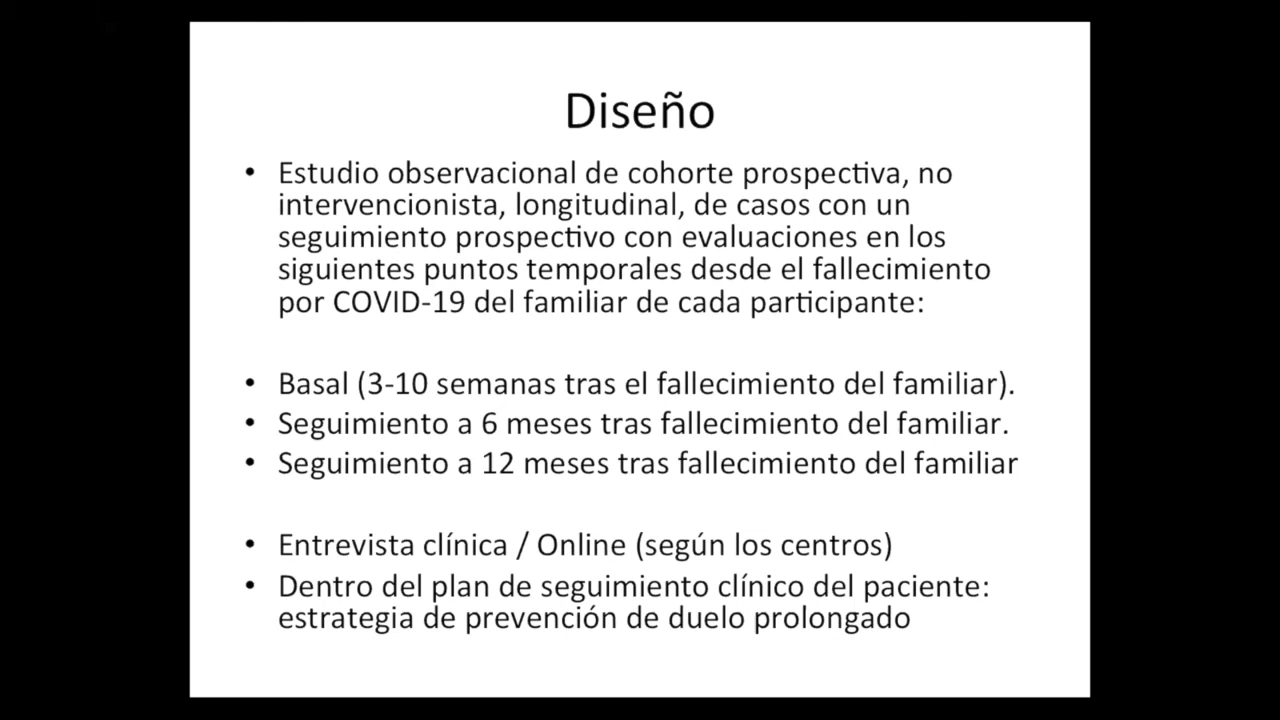 Diseño
• Estudio observacional de cohorte prospectiva, no
intervencionista, longitudinal, de casos con un
seguimiento prospectivo con evaluaciones en los
siguientes puntos temporales desde el fallecimiento
por COVID-19 del familiar de cada participante:
• Basal (3-10 semanas tras el fallecimiento del familiar).
• Seguimiento a 6 meses tras fallecimiento del familiar.
• Seguimiento a 12 meses tras fallecimiento del familiar
• Entrevista clínica / Online (según los centros)
• Dentro del plan de seguimiento clínico del paciente:
estrategia de prevención de duelo prolongado